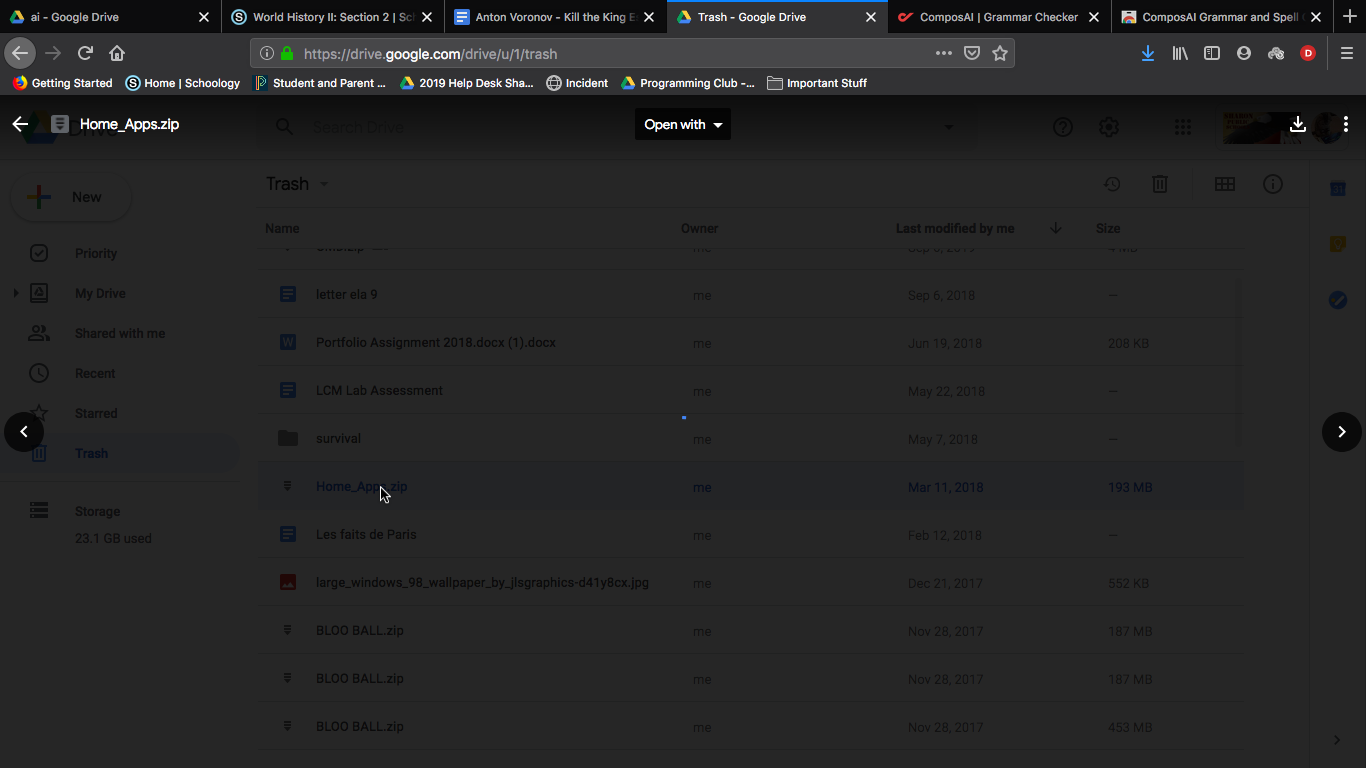 ai - Google Drive
World History II: Section 2 | Sc
Anton Voronov - Kill the King E
Trash - Google Drive
ComposAI | Grammar Checker
ComposAI Grammar and Spell
https://drive.google.com/drive/u/1/trash
Getting Started
Home | Schoology
Student and Parent ...
2019 Help Desk Sha...
Incident
Programming Club -...
Important Stuff
Home_Apps.zip
Open with
Search Drive
New
Trash
Name Owner Last modified by me Size
Priority
My Drive
Shared with me
Recent
Starred
Trash
Storage
23.1 GB used
me Sep 6, 2019 4 MB
letter ela 9 me Sep 6, 2018 —
Portfolio Assignment 2018.docx (1).docx me Jun 19, 2018 208 KB
LCM Lab Assessment me May 22, 2018 —
survival me May 7, 2018 —
Home_Apps.zip me Mar 11, 2018 193 MB
Les faits de Paris me Feb 12, 2018 —
large_windows_98_wallpaper_by_jlsgraphics-d41y8cx.jpg me Dec 21, 2017 552 KB
BLOO BALL.zip me Nov 28, 2017 187 MB
BLOO BALL.zip me Nov 28, 2017 187 MB
BLOO BALL.zip me Nov 28, 2017 453 MB